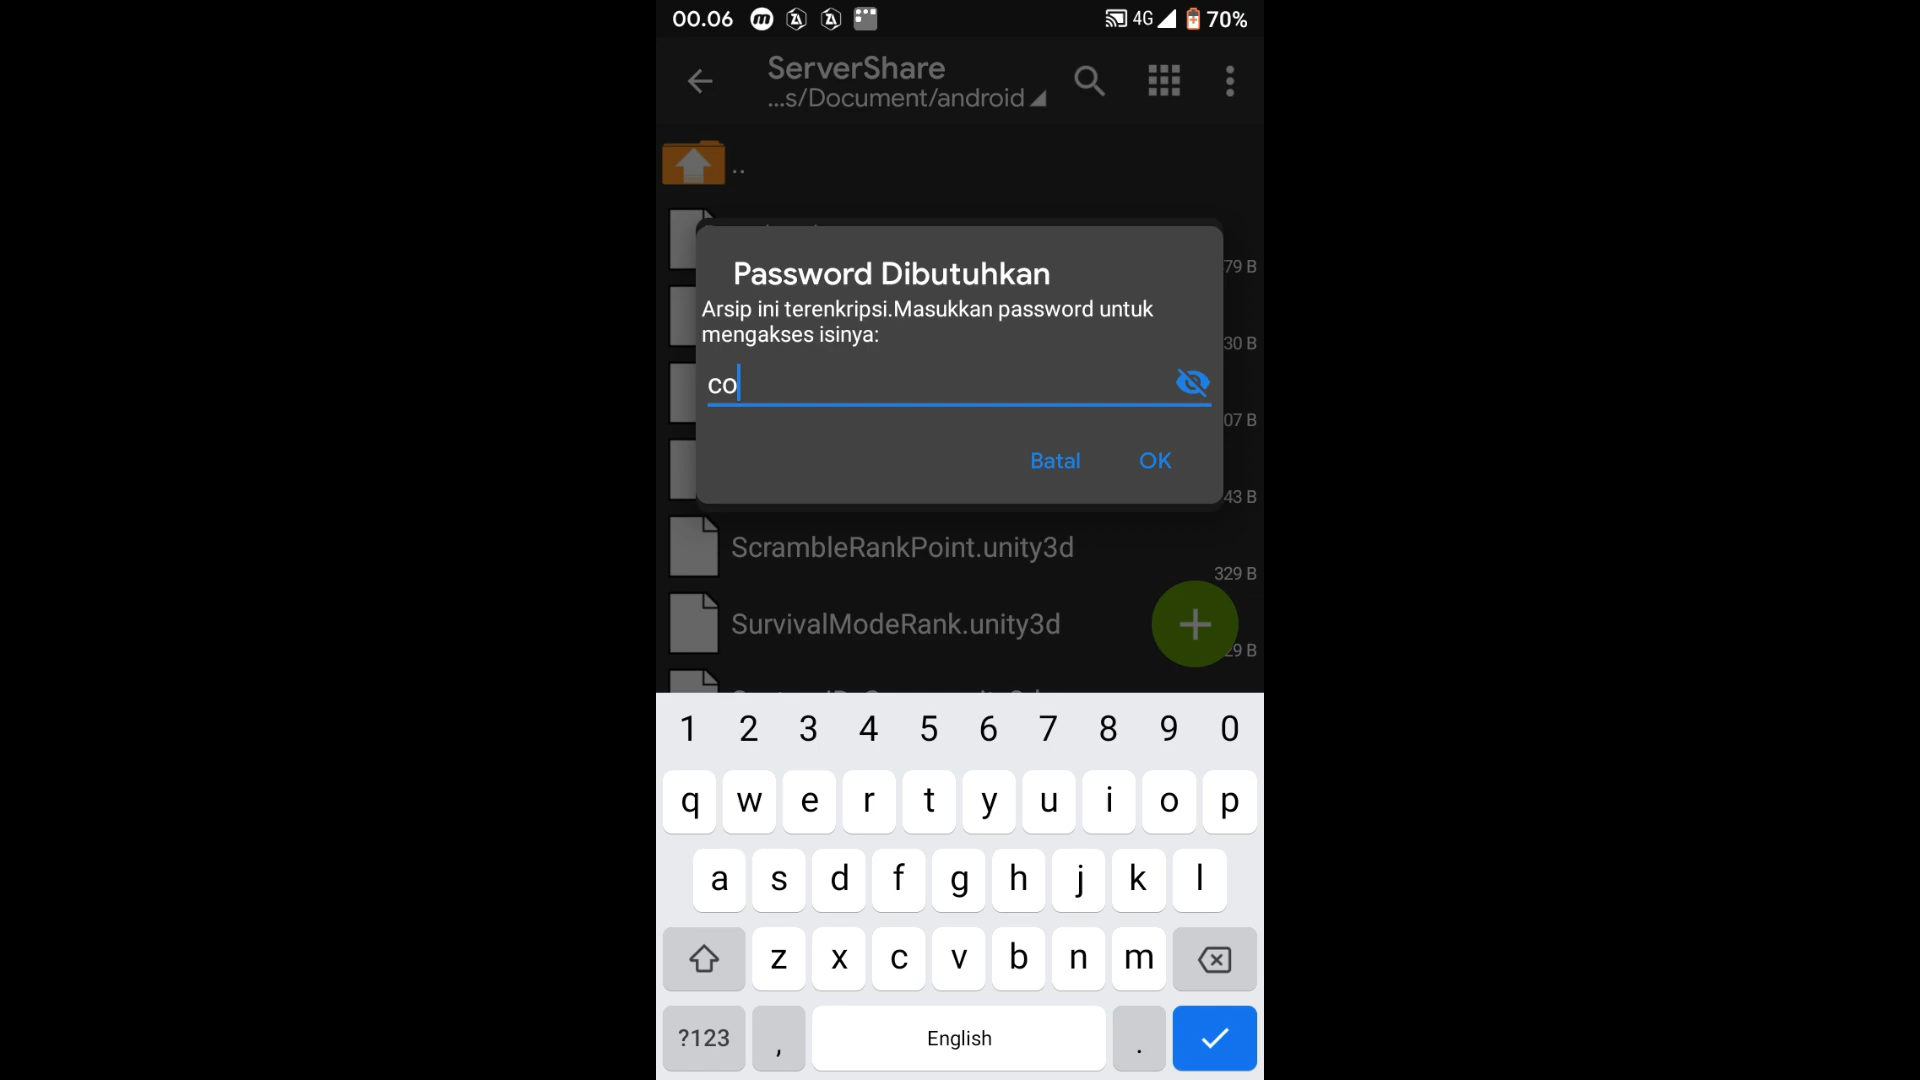 00.06 4G 70%
ServerShare
...s/Document/android
..
79 B
Password Dibutuhkan
Arsip ini terenkripsi.Masukkan password untuk
mengakses isinya:
30 B
co
07 B
Batal OK
43 B
ScrambleRankPoint.unity3d
329 B
SurvivalModeRank.unity3d
29 B
1 2 3 4 5 6 7 8 9 0
q w e r t y u i o p
a s d f g h j k l
z x c v b n m
?123 , English .